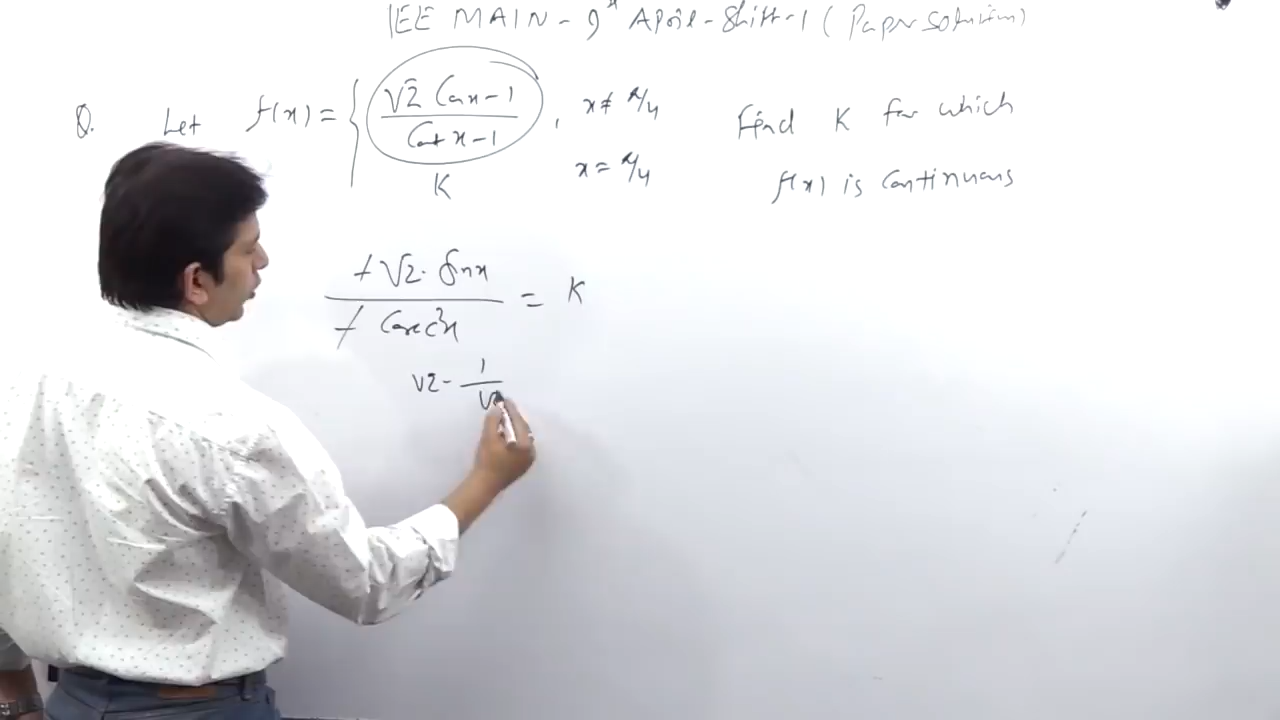 JEE MAIN - 9th April - Shift-1 ( Paper solution)
Q. Let f(x) = { (√2 Cos x - 1) / (Cot x - 1) , x ≠ π/4
K x = π/4
Find K for which
f(x) is continuous
+ √2 · Sin x / + Cosec²x = K
√2 - 1 / √2